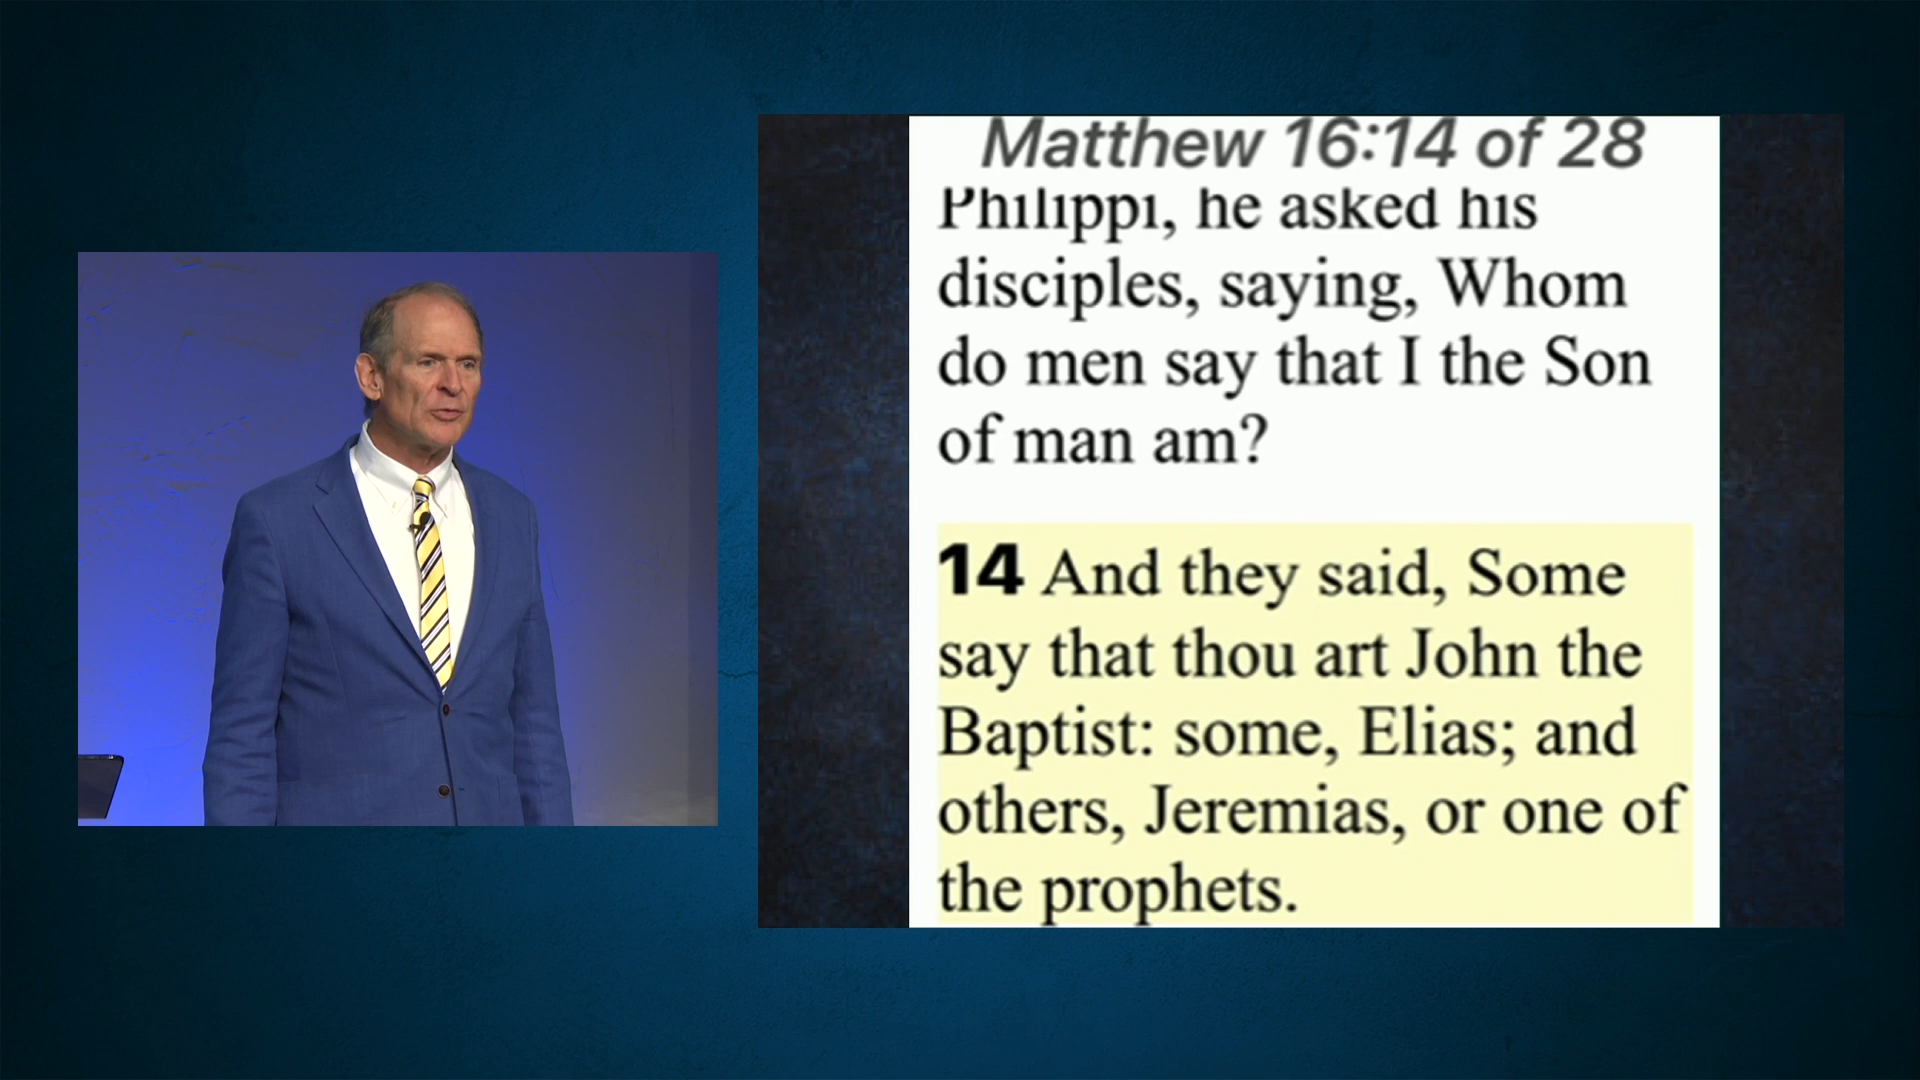 Matthew 16:14 of 28
Philippi, he asked his
disciples, saying, Whom
do men say that I the Son
of man am?
14 And they said, Some
say that thou art John the
Baptist: some, Elias; and
others, Jeremias, or one of
the prophets.